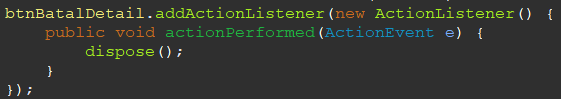 btnBatalDetail.addActionListener(new ActionListener() {
    public void actionPerformed(ActionEvent e) {
        dispose();
    }
});